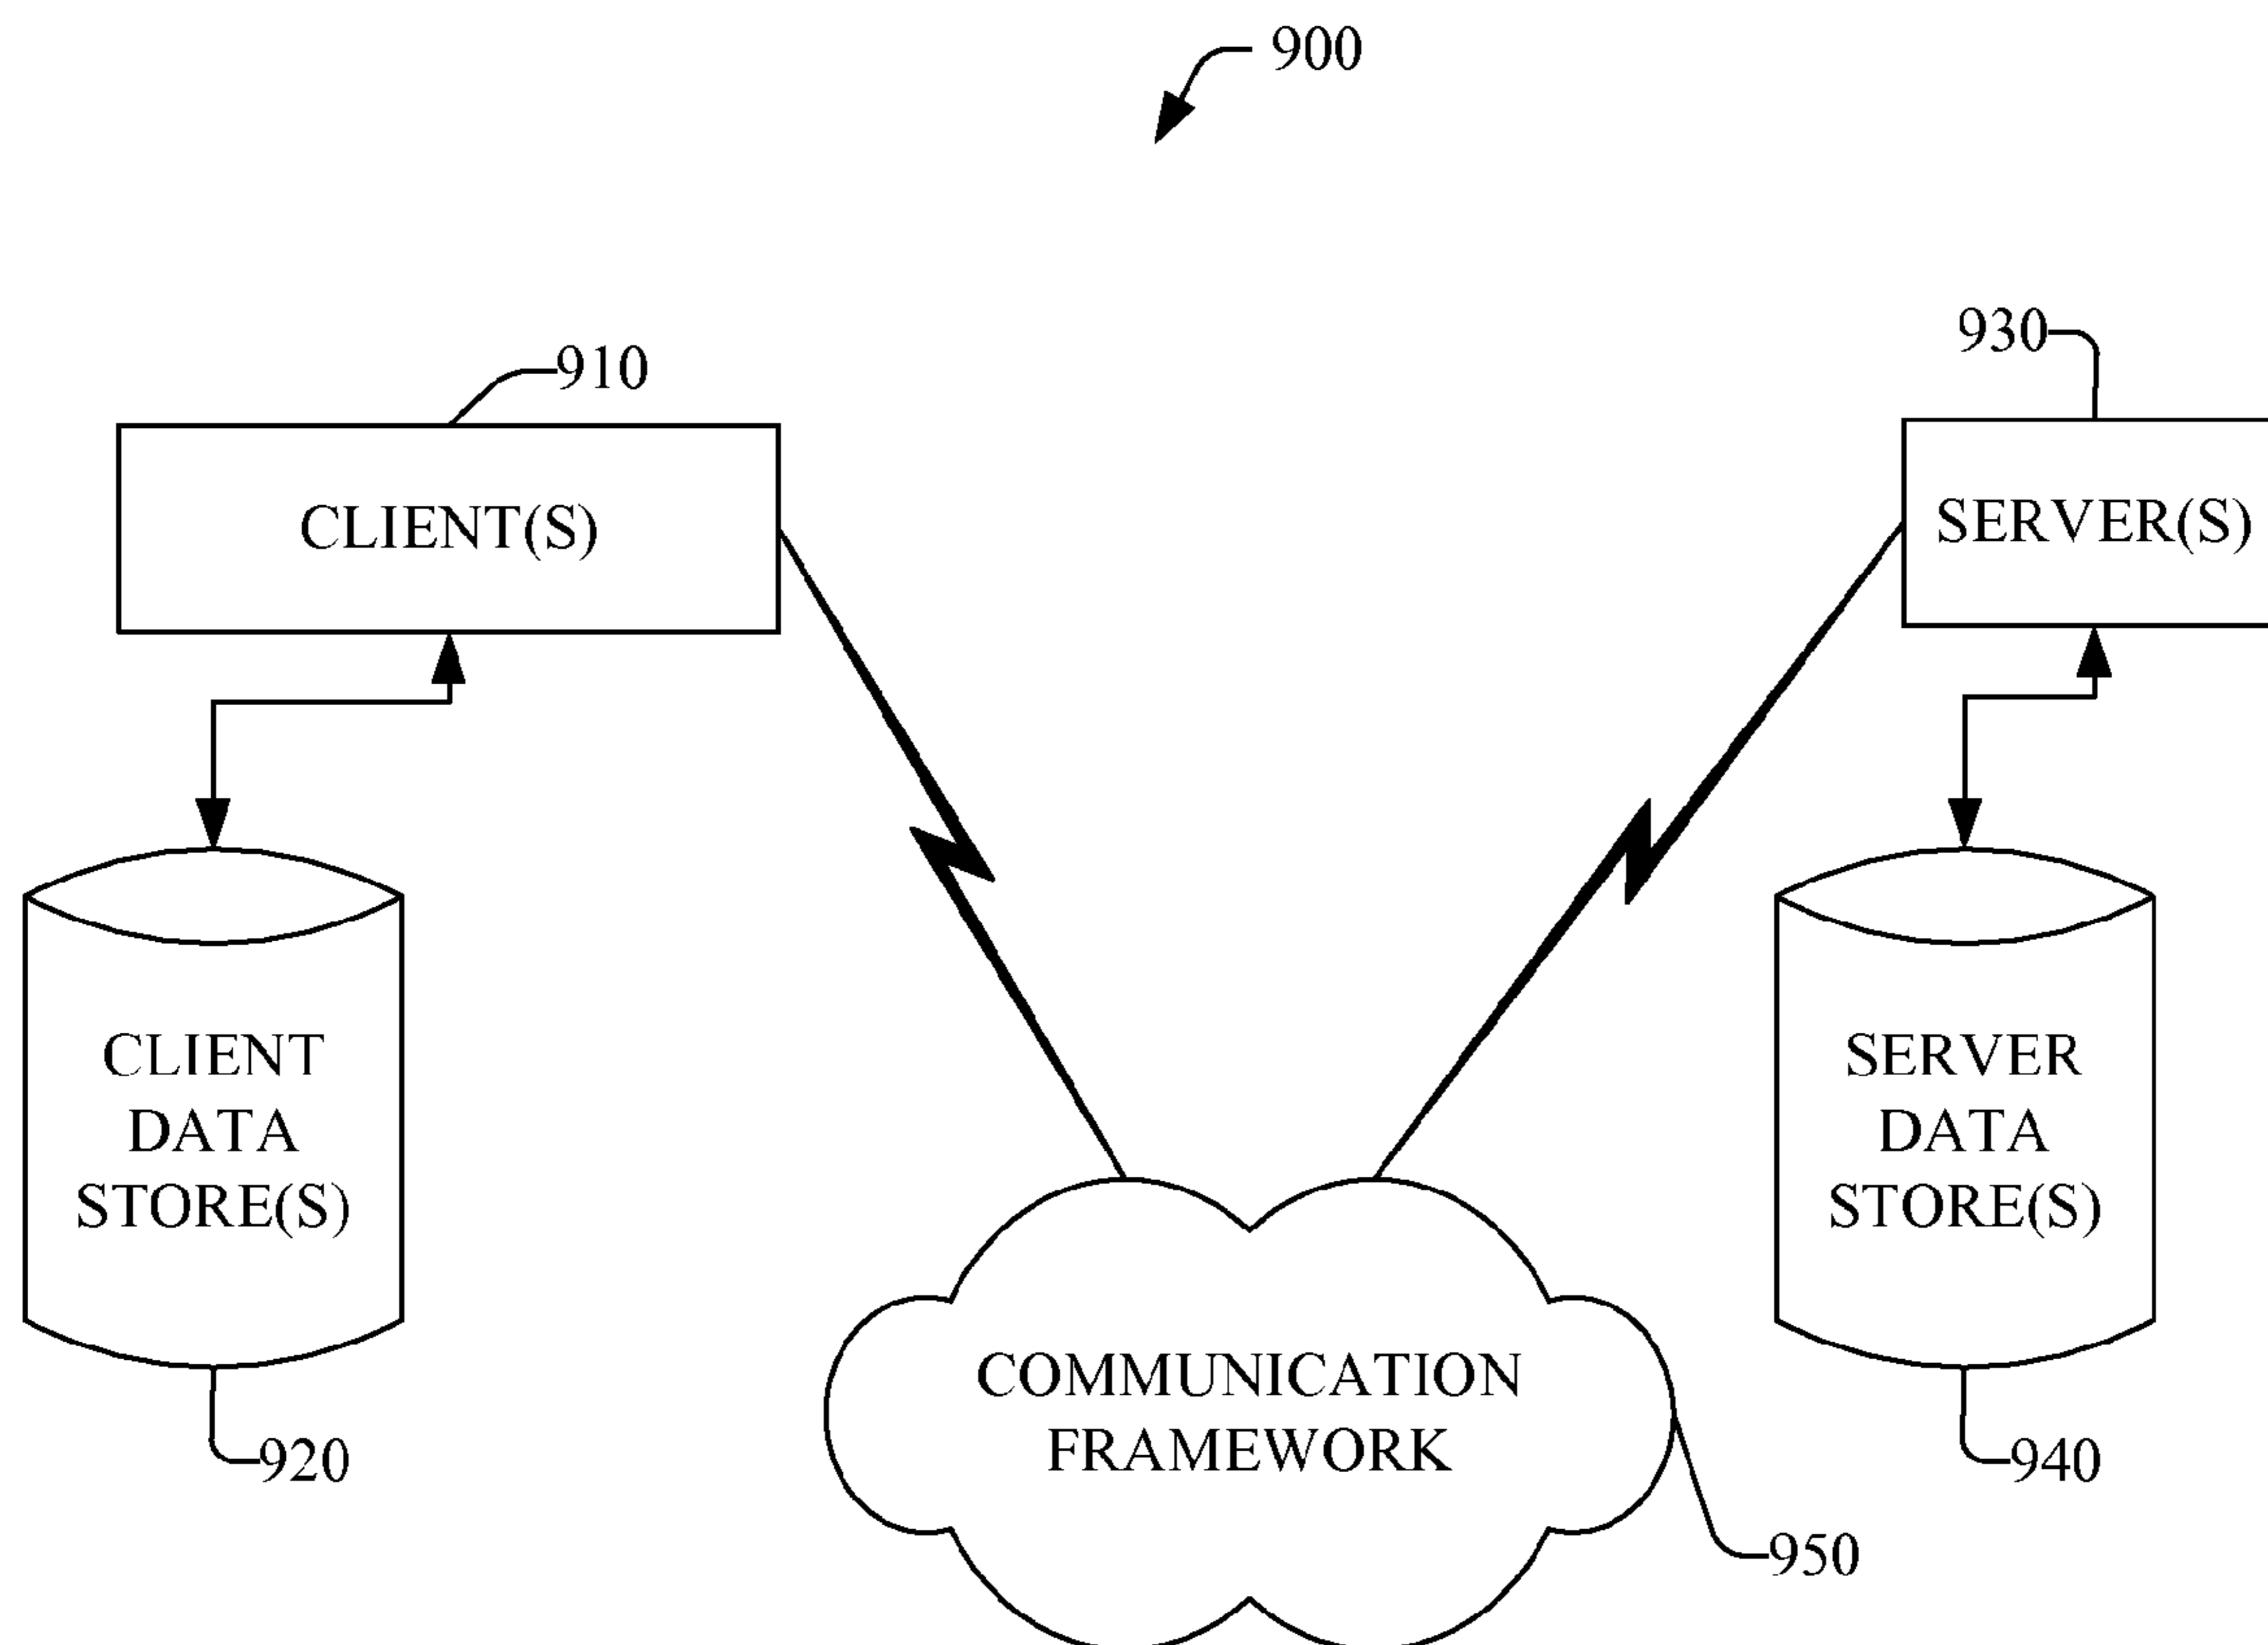 900
910
930
CLIENT(S)
SERVER(S)
CLIENT
DATA
STORE(S)
SERVER
DATA
STORE(S)
COMMUNICATION
FRAMEWORK
920
940
950